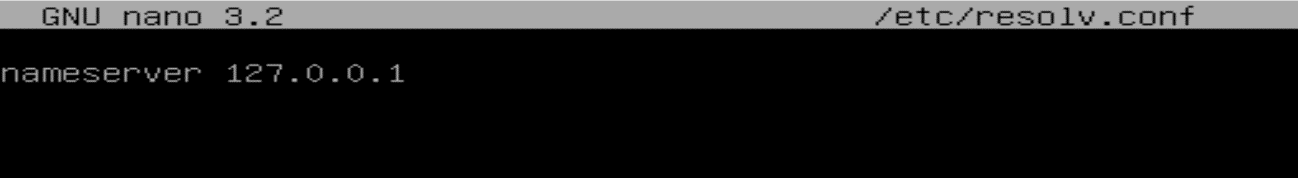 GNU nano 3.2 /etc/resolv.conf
nameserver 127.0.0.1